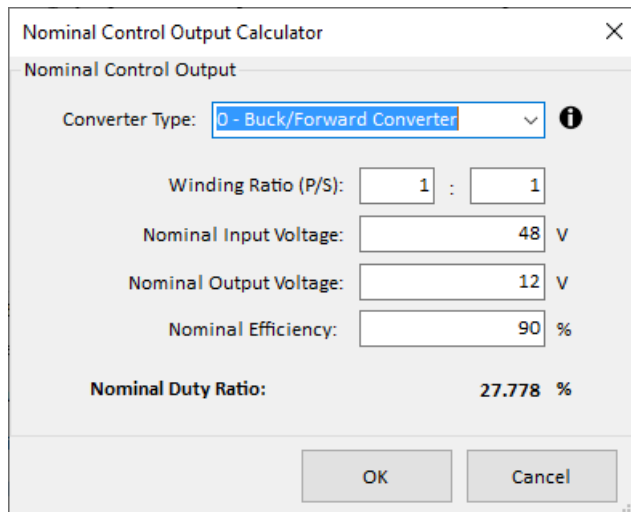 Nominal Control Output Calculator
Nominal Control Output
Converter Type: 0 - Buck/Forward Converter
Winding Ratio (P/S): 1 : 1
Nominal Input Voltage: 48 V
Nominal Output Voltage: 12 V
Nominal Efficiency: 90 %
Nominal Duty Ratio: 27.778 %
OK Cancel